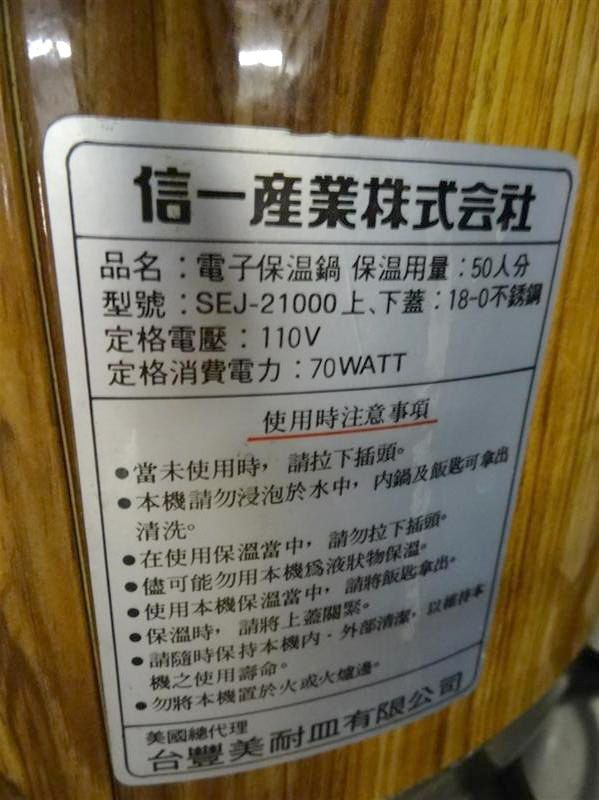 信一産業株式会社
品名：電子保溫鍋 保溫用量：50人分
型號：SEJ-21000 上、下蓋：18-0不銹鋼
定格電壓：110V
定格消費電力：70WATT
使用時注意事項
●當未使用時，請拉下插頭。
●本機請勿浸泡於水中，內鍋及飯匙可拿出
清洗。
●在使用保溫當中，請勿拉下插頭。
●儘可能勿用本機爲液狀物保溫。
●使用本機保溫當中，請將飯匙拿出。
●保溫時，請將上蓋關緊。
●請隨時保持本機內．外部清潔，以維持本
機之使用壽命。
●勿將本機置於火或火爐邊。
美國總代理
台豐美耐皿有限公司